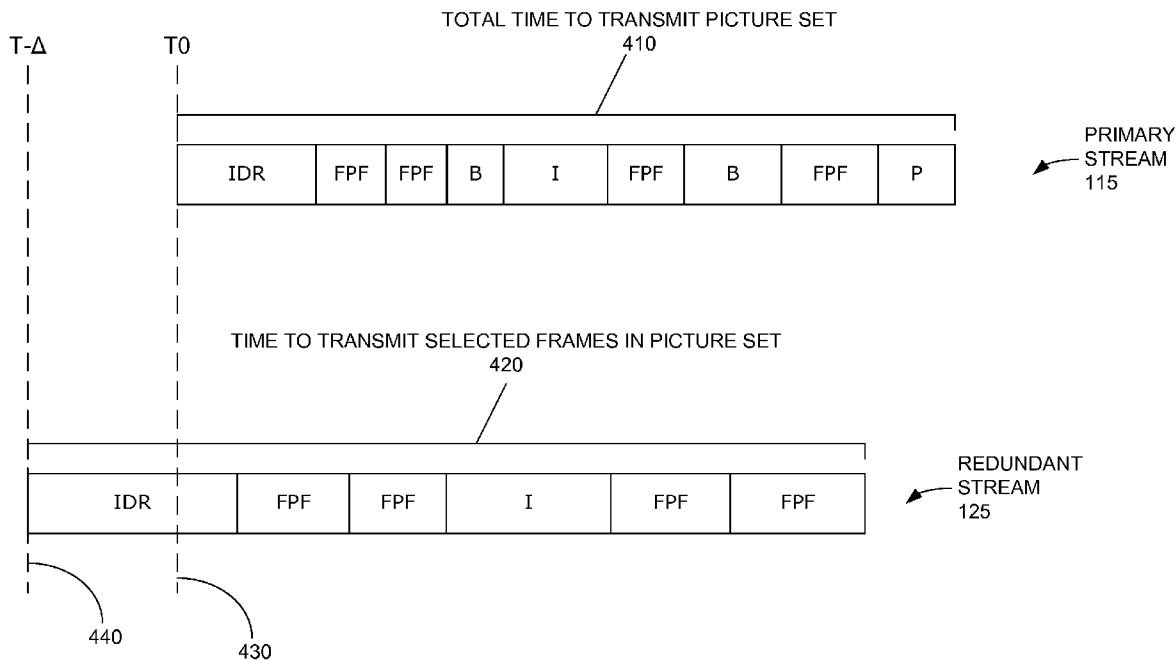 TOTAL TIME TO TRANSMIT PICTURE SET
410
T-Δ
T0
IDR
FPF
FPF
B
I
FPF
B
FPF
P
PRIMARY
STREAM
115
TIME TO TRANSMIT SELECTED FRAMES IN PICTURE SET
420
IDR
FPF
FPF
I
FPF
FPF
REDUNDANT
STREAM
125
440
430